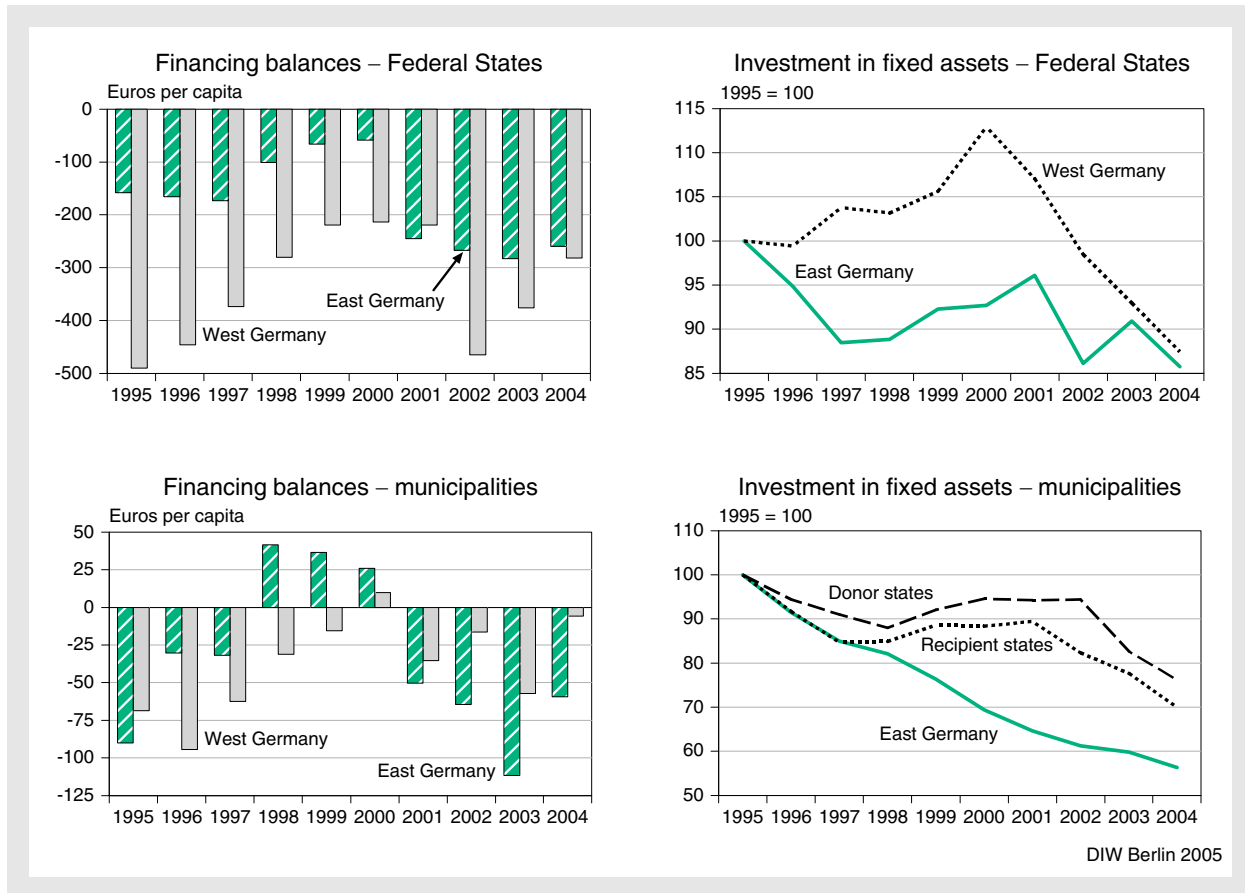 Financing balances – Federal States
Euros per capita
0
-100
-200
-300
-400
-500
East Germany
West Germany
1995 1996 1997 1998 1999 2000 2001 2002 2003 2004
Investment in fixed assets – Federal States
1995 = 100
115
110
105
100
95
90
85
West Germany
East Germany
1995 1996 1997 1998 1999 2000 2001 2002 2003 2004
Financing balances – municipalities
Euros per capita
50
25
0
-25
-50
-75
-100
-125
West Germany
East Germany
1995 1996 1997 1998 1999 2000 2001 2002 2003 2004
Investment in fixed assets – municipalities
1995 = 100
110
100
90
80
70
60
50
Donor states
Recipient states
East Germany
1995 1996 1997 1998 1999 2000 2001 2002 2003 2004
DIW Berlin 2005